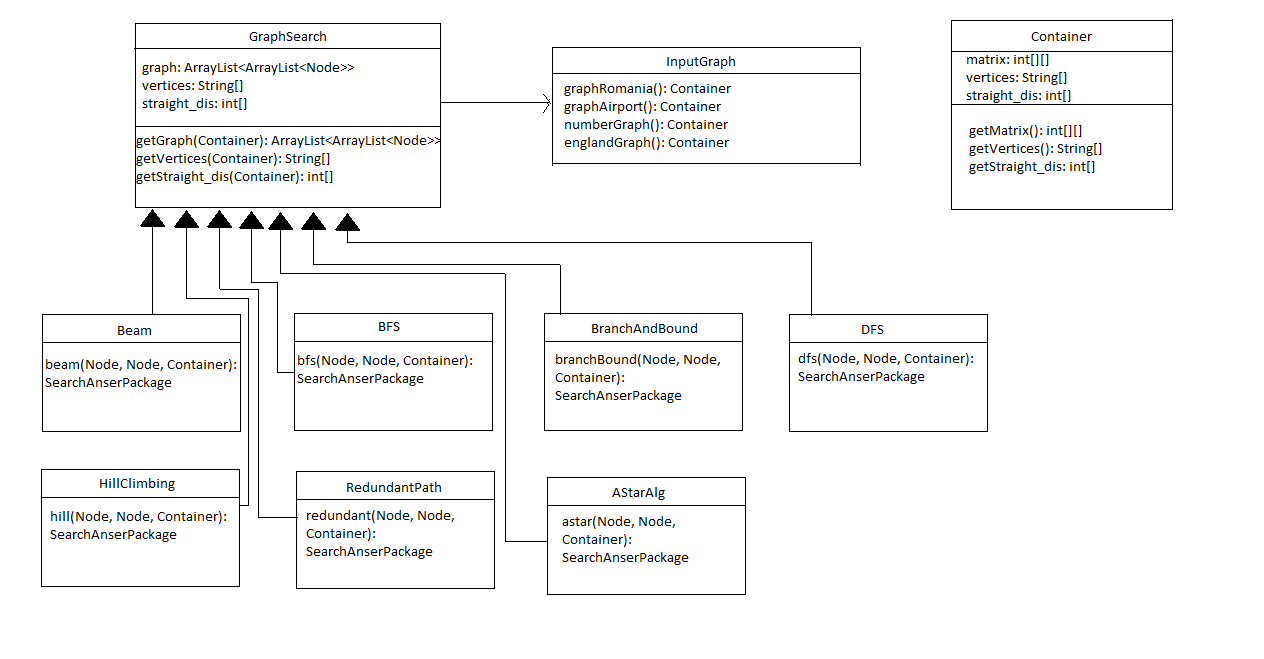 GraphSearch
graph: ArrayList<ArrayList<Node>>
vertices: String[]
straight_dis: int[]
getGraph(Container): ArrayList<ArrayList<Node>>
getVertices(Container): String[]
getStraight_dis(Container): int[]
InputGraph
graphRomania(): Container
graphAirport(): Container
numberGraph(): Container
englandGraph(): Container
Container
matrix: int[][]
vertices: String[]
straight_dis: int[]
getMatrix(): int[][]
getVertices(): String[]
getStraight_dis: int[]
Beam
beam(Node, Node, Container):
SearchAnserPackage
BFS
bfs(Node, Node, Container):
SearchAnserPackage
BranchAndBound
branchBound(Node, Node,
Container):
SearchAnserPackage
DFS
dfs(Node, Node, Container):
SearchAnserPackage
HillClimbing
hill(Node, Node, Container):
SearchAnserPackage
RedundantPath
redundant(Node, Node,
Container):
SearchAnserPackage
AStarAlg
astar(Node, Node,
Container):
SearchAnserPackage